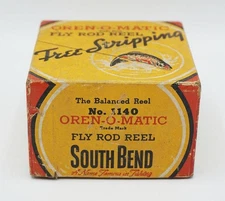 OREN-O-MATIC
FLY ROD REEL
Free Stripping
The Balanced Reel
No. 1140
OREN-O-MATIC
Trade Mark
FLY ROD REEL
SOUTH BEND
A Name Famous in Fishing